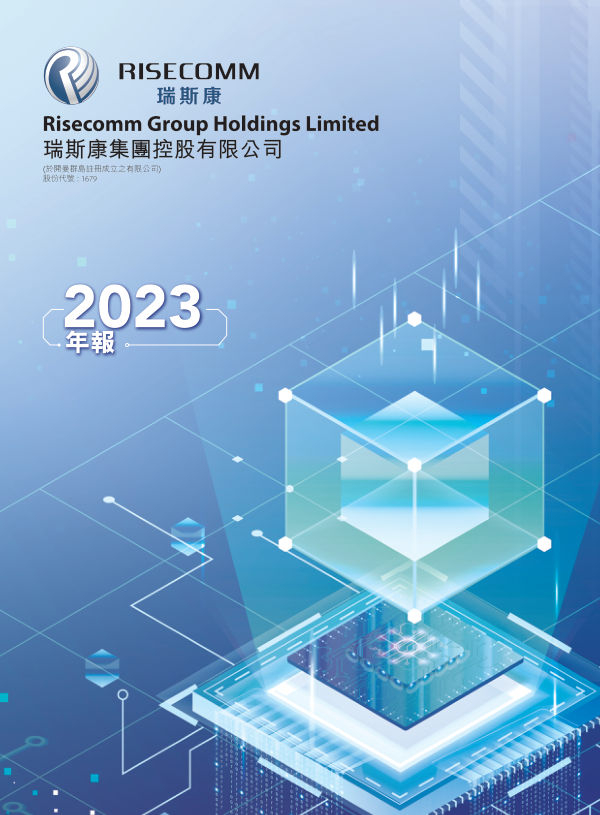 RISECOMM
瑞斯康
Risecomm Group Holdings Limited
瑞斯康集團控股有限公司
(於開曼群島註冊成立之有限公司)
股份代號：1679
2023
年報